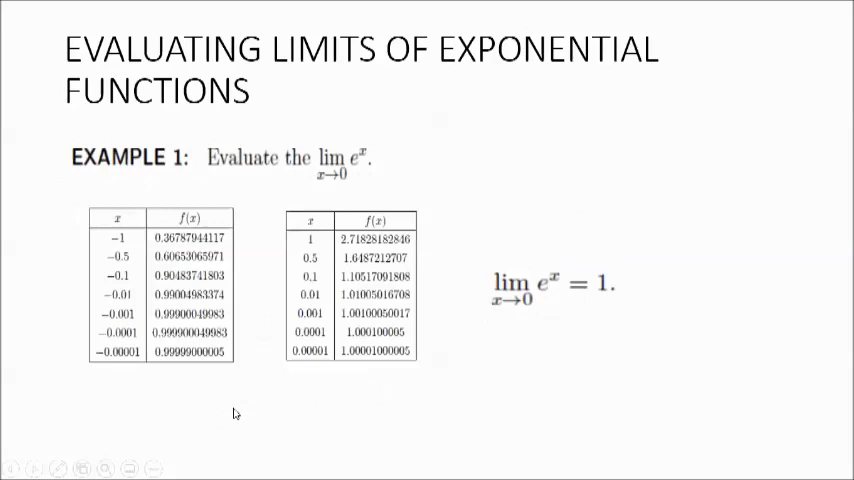 EVALUATING LIMITS OF EXPONENTIAL
FUNCTIONS
EXAMPLE 1: Evaluate the lim eˣ.
x→0
x f(x)
−1 0.36787944117
−0.5 0.60653065971
−0.1 0.90483741803
−0.01 0.99004983374
−0.001 0.99900049983
−0.0001 0.999900049983
−0.00001 0.99999000005
x f(x)
1 2.71828182846
0.5 1.6487212707
0.1 1.10517091808
0.01 1.01005016708
0.001 1.00100050017
0.0001 1.000100005
0.00001 1.00001000005
lim eˣ = 1.
x→0